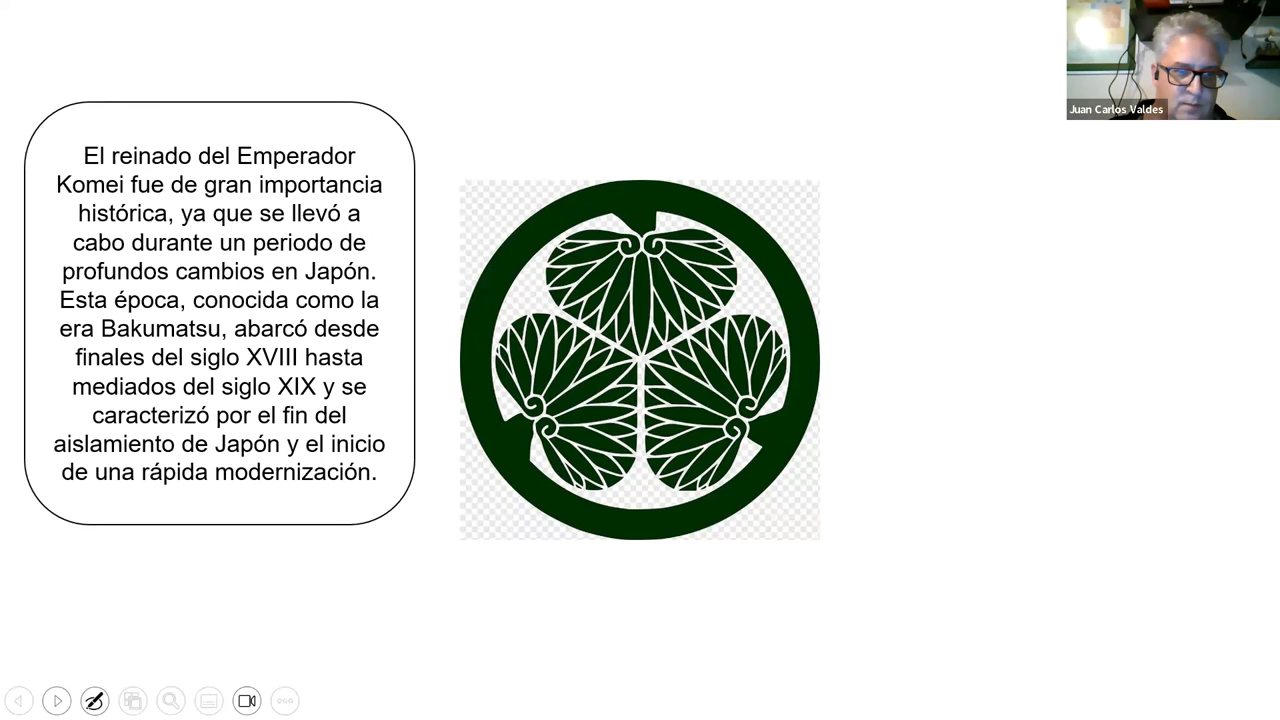 El reinado del Emperador
Komei fue de gran importancia
histórica, ya que se llevó a
cabo durante un periodo de
profundos cambios en Japón.
Esta época, conocida como la
era Bakumatsu, abarcó desde
finales del siglo XVIII hasta
mediados del siglo XIX y se
caracterizó por el fin del
aislamiento de Japón y el inicio
de una rápida modernización.
Juan Carlos Valdes